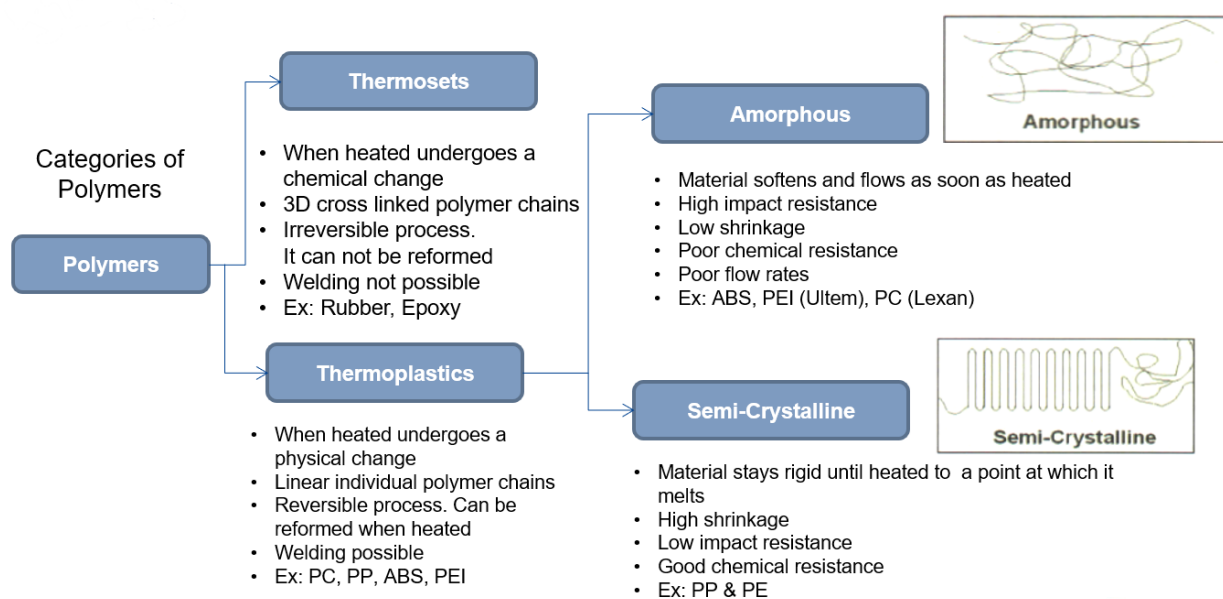 Categories of
Polymers
Polymers
Thermosets
• When heated undergoes a
chemical change
• 3D cross linked polymer chains
• Irreversible process.
It can not be reformed
• Welding not possible
• Ex: Rubber, Epoxy
Thermoplastics
• When heated undergoes a
physical change
• Linear individual polymer chains
• Reversible process. Can be
reformed when heated
• Welding possible
• Ex: PC, PP, ABS, PEI
Amorphous
Amorphous
• Material softens and flows as soon as heated
• High impact resistance
• Low shrinkage
• Poor chemical resistance
• Poor flow rates
• Ex: ABS, PEI (Ultem), PC (Lexan)
Semi-Crystalline
Semi-Crystalline
• Material stays rigid until heated to a point at which it
melts
• High shrinkage
• Low impact resistance
• Good chemical resistance
• Ex: PP & PE